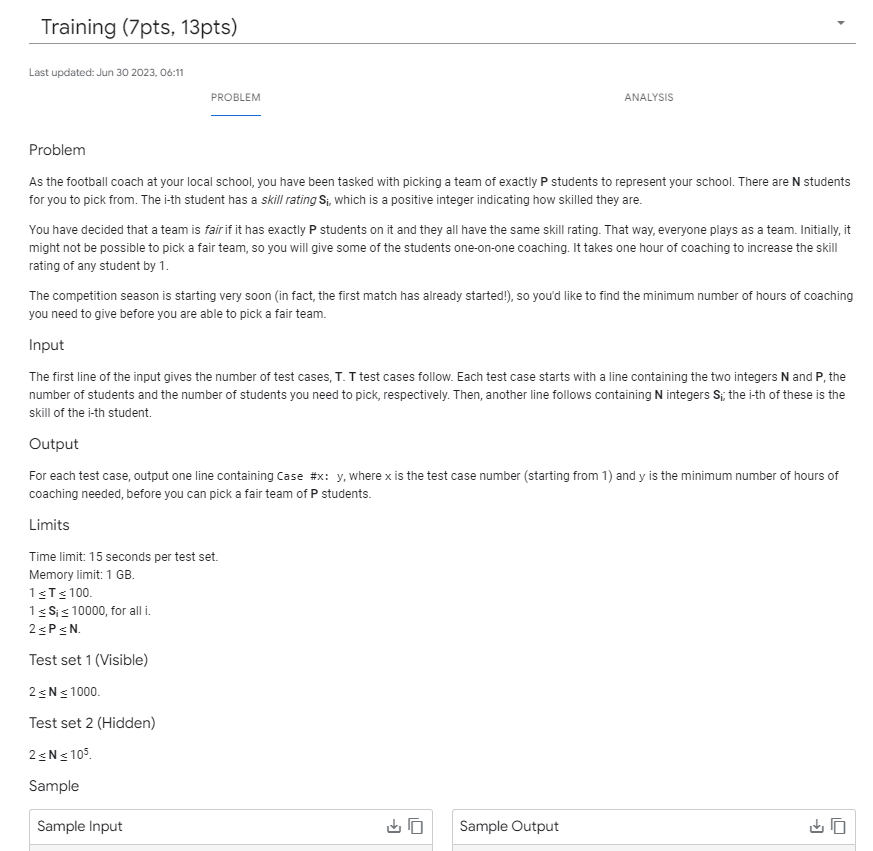 Training (7pts, 13pts)
Last updated: Jun 30 2023, 06:11
PROBLEM
ANALYSIS
Problem
As the football coach at your local school, you have been tasked with picking a team of exactly P students to represent your school. There are N students
for you to pick from. The i-th student has a skill rating Si, which is a positive integer indicating how skilled they are.
You have decided that a team is fair if it has exactly P students on it and they all have the same skill rating. That way, everyone plays as a team. Initially, it
might not be possible to pick a fair team, so you will give some of the students one-on-one coaching. It takes one hour of coaching to increase the skill
rating of any student by 1.
The competition season is starting very soon (in fact, the first match has already started!), so you'd like to find the minimum number of hours of coaching
you need to give before you are able to pick a fair team.
Input
The first line of the input gives the number of test cases, T. T test cases follow. Each test case starts with a line containing the two integers N and P, the
number of students and the number of students you need to pick, respectively. Then, another line follows containing N integers Si; the i-th of these is the
skill of the i-th student.
Output
For each test case, output one line containing Case #x: y, where x is the test case number (starting from 1) and y is the minimum number of hours of
coaching needed, before you can pick a fair team of P students.
Limits
Time limit: 15 seconds per test set.
Memory limit: 1 GB.
1 ≤ T ≤ 100.
1 ≤ Si ≤ 10000, for all i.
2 ≤ P ≤ N.
Test set 1 (Visible)
2 ≤ N ≤ 1000.
Test set 2 (Hidden)
2 ≤ N ≤ 10⁵.
Sample
Sample Input
Sample Output